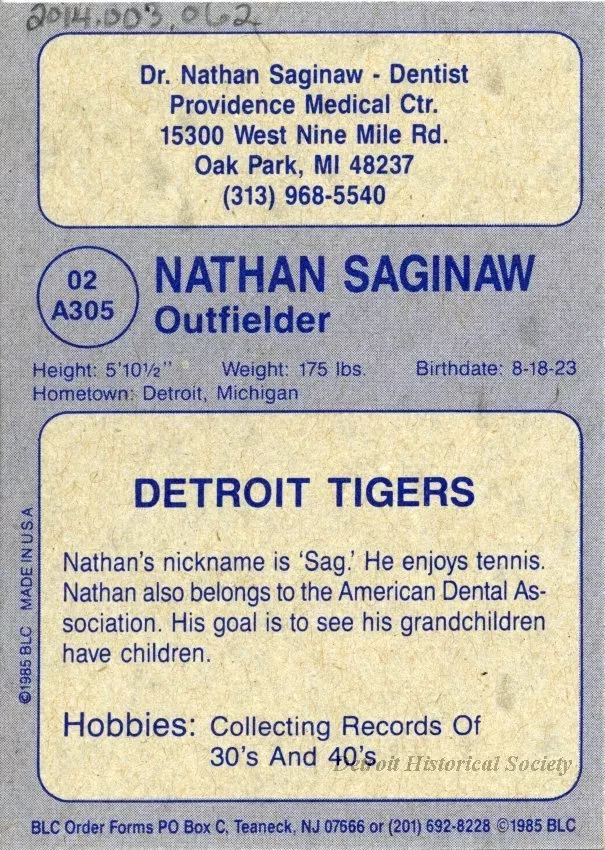 2014.003.062
Dr. Nathan Saginaw - Dentist
Providence Medical Ctr.
15300 West Nine Mile Rd.
Oak Park, MI 48237
(313) 968-5540
02
A305
NATHAN SAGINAW
Outfielder
Height: 5'10½" Weight: 175 lbs. Birthdate: 8-18-23
Hometown: Detroit, Michigan
DETROIT TIGERS
Nathan's nickname is 'Sag.' He enjoys tennis.
Nathan also belongs to the American Dental As-
sociation. His goal is to see his grandchildren
have children.
Hobbies: Collecting Records Of
30's And 40's
Detroit Historical Society
©1985 BLC MADE IN U.S.A.
BLC Order Forms PO Box C, Teaneck, NJ 07666 or (201) 692-8228 ©1985 BLC